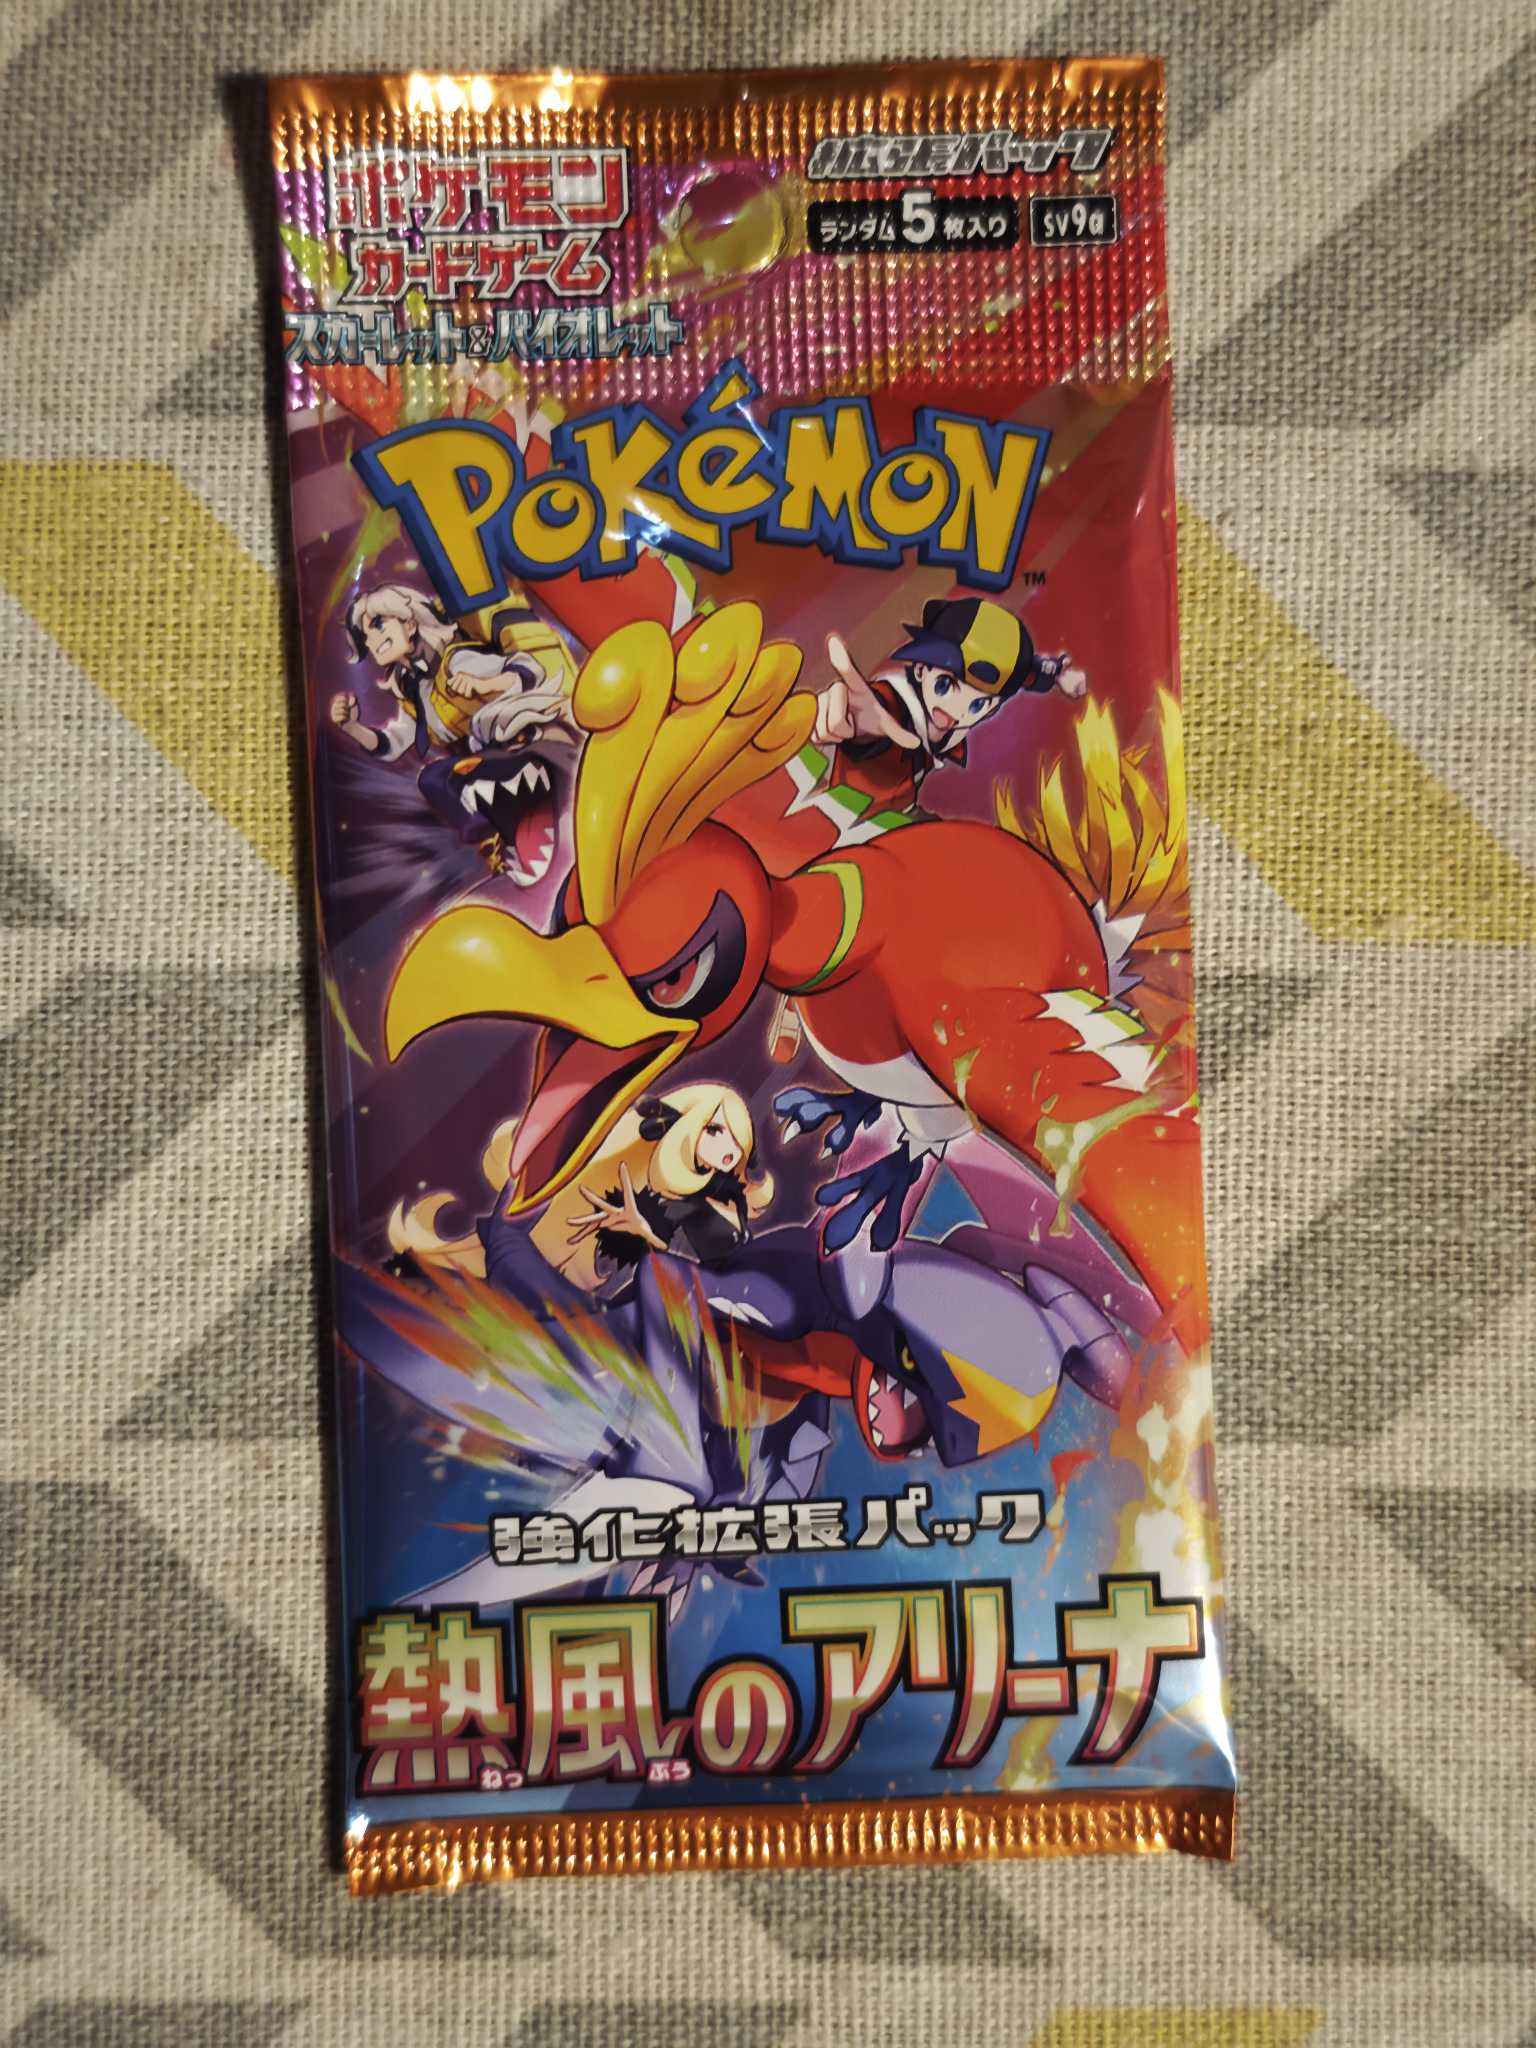 ポケモン
カードゲーム
スカーレット&バイオレット
拡張パック
ランダム5枚入り
sv9a
POKéMON
TM
強化拡張パック
熱風のアリーナ
ねっ ぷう